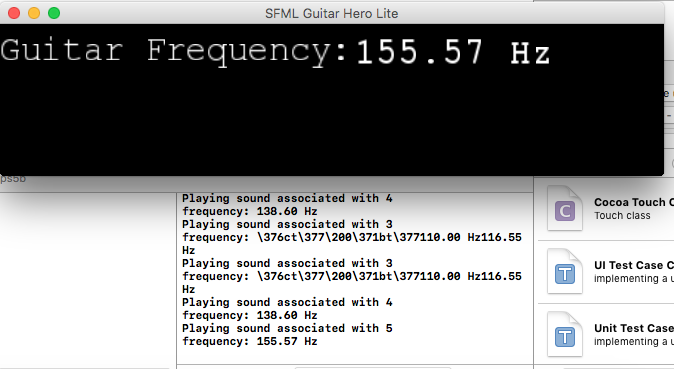 SFML Guitar Hero Lite
Guitar Frequency:155.57 Hz
Playing sound associated with 4
frequency: 138.60 Hz
Playing sound associated with 3
frequency: \376ct\377\200\371bt\377110.00 Hz116.55
Hz
Playing sound associated with 3
frequency: \376ct\377\200\371bt\377110.00 Hz116.55
Hz
Playing sound associated with 4
frequency: 138.60 Hz
Playing sound associated with 5
frequency: 155.57 Hz
Cocoa Touch C
Touch class
UI Test Case C
implementing a u
Unit Test Case
implementing a u